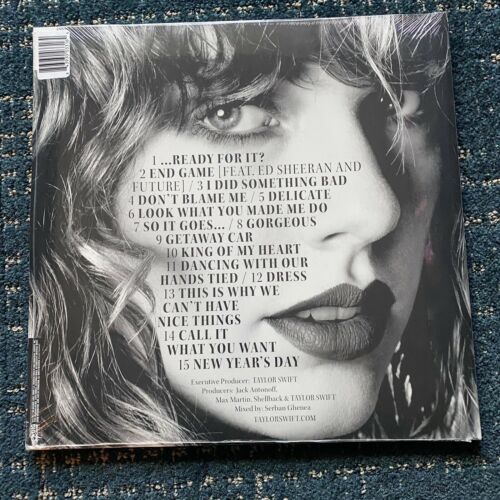 1 ...READY FOR IT?
2 END GAME [FEAT. ED SHEERAN AND
FUTURE] / 3 I DID SOMETHING BAD
4 DON'T BLAME ME / 5 DELICATE
6 LOOK WHAT YOU MADE ME DO
7 SO IT GOES... / 8 GORGEOUS
9 GETAWAY CAR
10 KING OF MY HEART
11 DANCING WITH OUR
HANDS TIED / 12 DRESS
13 THIS IS WHY WE
CAN'T HAVE
NICE THINGS
14 CALL IT
WHAT YOU WANT
15 NEW YEAR'S DAY
Executive Producer: TAYLOR SWIFT
Producers: Jack Antonoff,
Max Martin, Shellback & TAYLOR SWIFT
Mixed by: Serban Ghenea
TAYLORSWIFT.COM